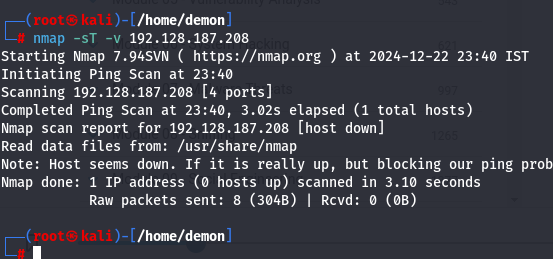 (root㉿kali)-[/home/demon]
# nmap -sT -v 192.128.187.208
Starting Nmap 7.94SVN ( https://nmap.org ) at 2024-12-22 23:40 IST
Initiating Ping Scan at 23:40
Scanning 192.128.187.208 [4 ports]
Completed Ping Scan at 23:40, 3.02s elapsed (1 total hosts)
Nmap scan report for 192.128.187.208 [host down]
Read data files from: /usr/share/nmap
Note: Host seems down. If it is really up, but blocking our ping prob
Nmap done: 1 IP address (0 hosts up) scanned in 3.10 seconds
Raw packets sent: 8 (304B) | Rcvd: 0 (0B)
(root㉿kali)-[/home/demon]
#